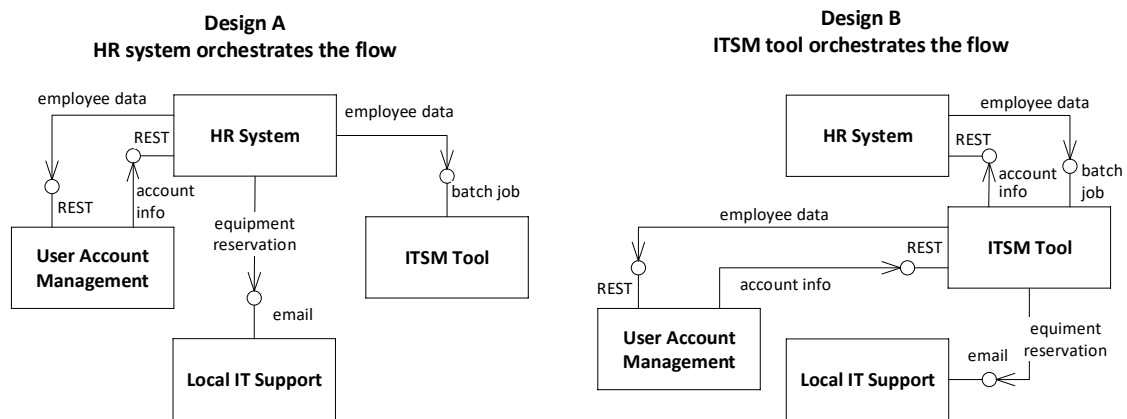 Design A
HR system orchestrates the flow
employee data
HR System
employee data
REST
account
info
REST
batch job
equipment
reservation
User Account
Management
ITSM Tool
email
Local IT Support
Design B
ITSM tool orchestrates the flow
HR System
employee data
REST
account
info
batch
job
employee data
ITSM Tool
REST
REST
account info
User Account
Management
equiment
reservation
email
Local IT Support